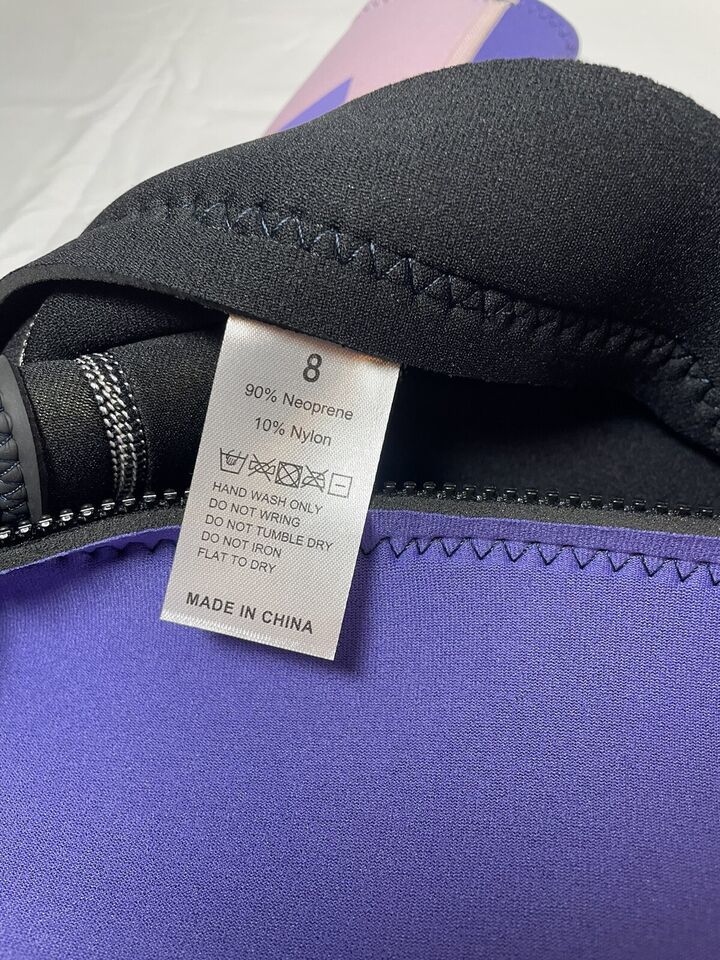 8
90% Neoprene
10% Nylon
HAND WASH ONLY
DO NOT WRING
DO NOT TUMBLE DRY
DO NOT IRON
FLAT TO DRY
MADE IN CHINA